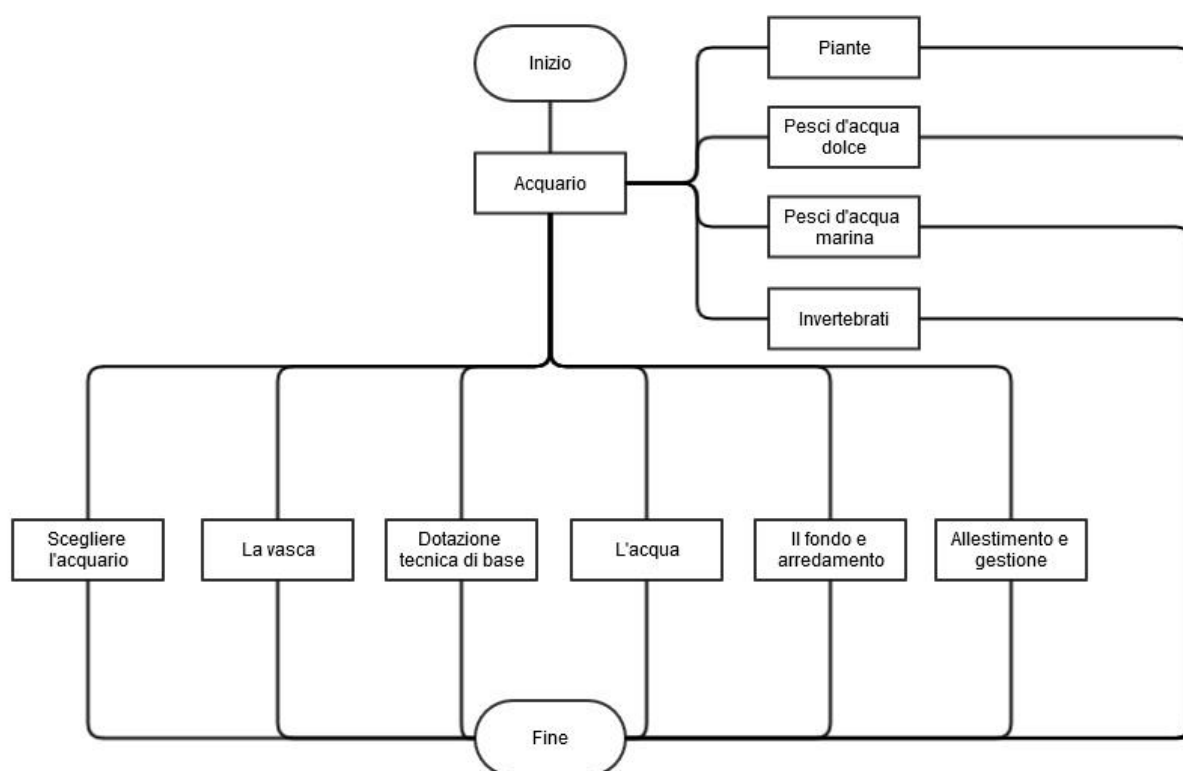 Inizio
Piante
Pesci d'acqua
dolce
Acquario
Pesci d'acqua
marina
Invertebrati
Scegliere
l'acquario
La vasca
Dotazione
tecnica di base
L'acqua
Il fondo e
arredamento
Allestimento e
gestione
Fine